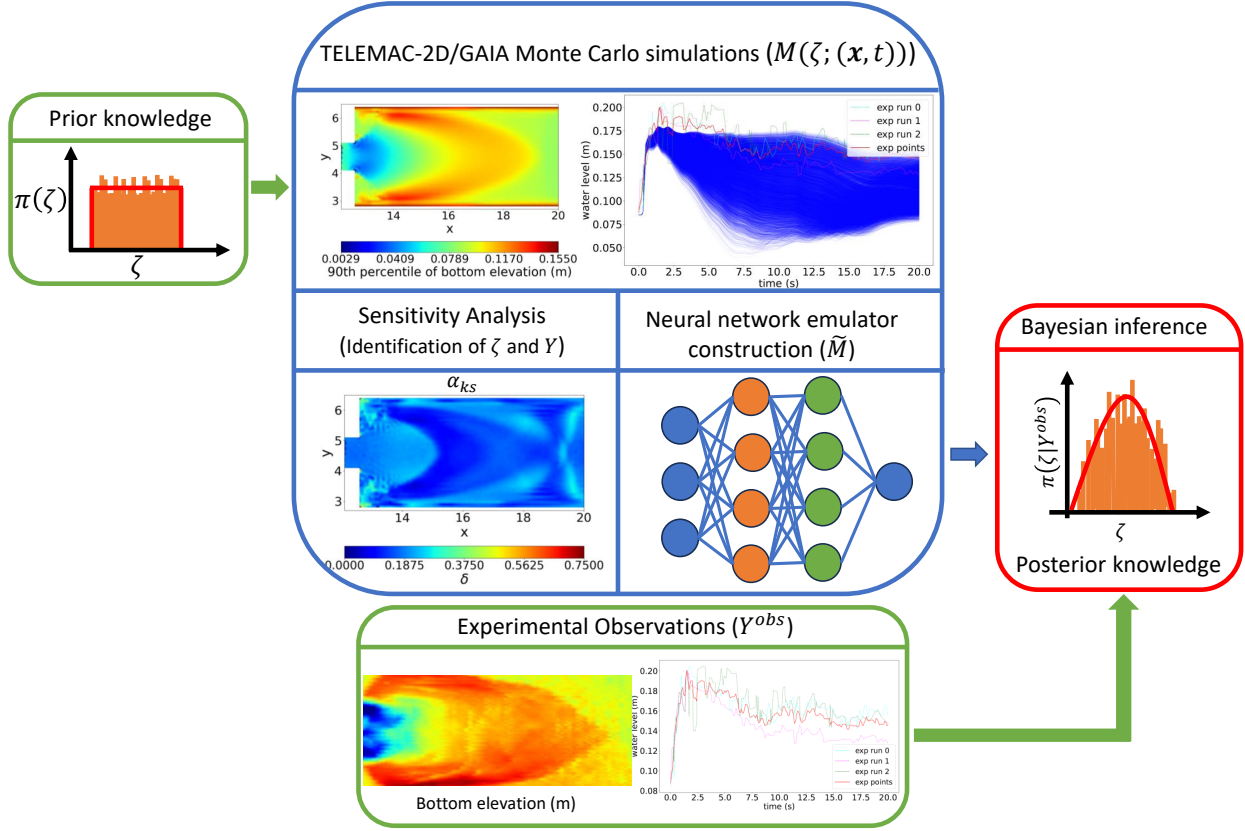 TELEMAC-2D/GAIA Monte Carlo simulations (M(ζ; (x, t)))
Prior knowledge
π(ζ)
ζ
y
6
5
4
3
14 16 18 20
x
0.0029 0.0409 0.0789 0.1170 0.1550
90th percentile of bottom elevation (m)
water level (m)
0.200
0.175
0.150
0.125
0.100
0.075
0.050
0.0 2.5 5.0 7.5 10.0 12.5 15.0 17.5 20.0
time (s)
exp run 0
exp run 1
exp run 2
exp points
Sensitivity Analysis
(Identification of ζ and Y)
α_ks
y
6
5
4
3
14 16 18 20
x
0.0000 0.1875 0.3750 0.5625 0.7500
δ
Neural network emulator
construction (M̃)
Bayesian inference
π(ζ|Y^obs)
ζ
Posterior knowledge
Experimental Observations (Y^obs)
Bottom elevation (m)
water level (m)
0.20
0.18
0.16
0.14
0.12
0.10
0.08
0.0 2.5 5.0 7.5 10.0 12.5 15.0 17.5 20.0
time (s)
exp run 0
exp run 1
exp run 2
exp points